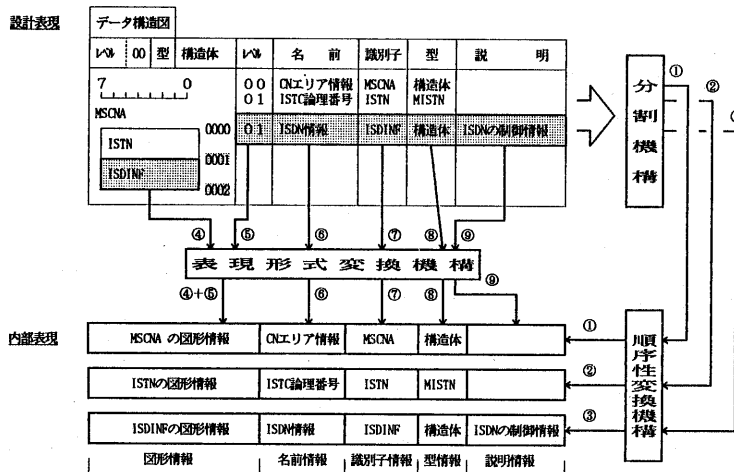 設計表現
データ構造図
レベル 00 型 構造体 レベル 名 前 識別子 型 説 明
7 0
MSCNA
ISTN
ISDINF
0000
0001
0002
00 CNエリア情報 MSCNA 構造体
01 ISTC論理番号 ISTN MISTN
01 ISDN情報 ISDINF 構造体 ISDNの制御情報
分割機構
① ②
④ ⑤ ⑥ ⑦ ⑧ ⑨
表現形式変換機構
④+⑤ ⑥ ⑦ ⑧ ⑨
内部表現
MSCNA の図形情報 CNエリア情報 MSCNA 構造体 ①
ISTNの図形情報 ISTC論理番号 ISTN MISTN ②
ISDINFの図形情報 ISDN情報 ISDINF 構造体 ISDNの制御情報 ③
順序性変換機構
図形情報 名前情報 識別子情報 型情報 説明情報